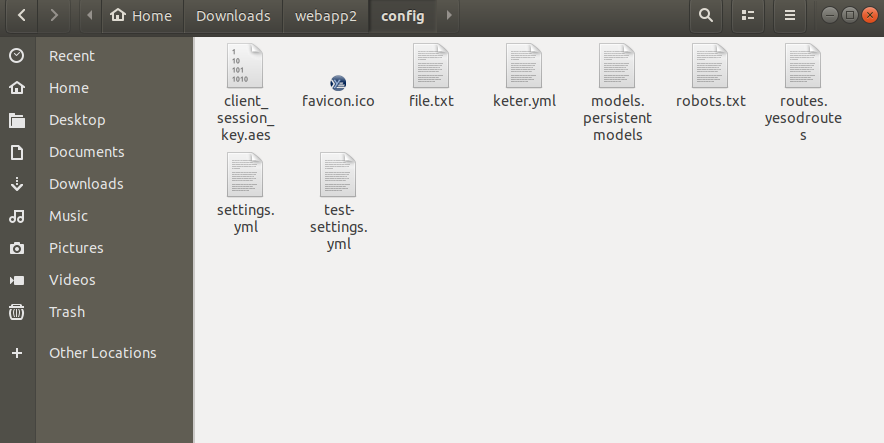 Home Downloads webapp2 config
Recent
Home
Desktop
Documents
Downloads
Music
Pictures
Videos
Trash
Other Locations
1
10
101
1010
client_
session_
key.aes
favicon.ico
file.txt
keter.yml
models.
persistent
models
robots.txt
routes.
yesodroute
s
settings.
yml
test-
settings.
yml